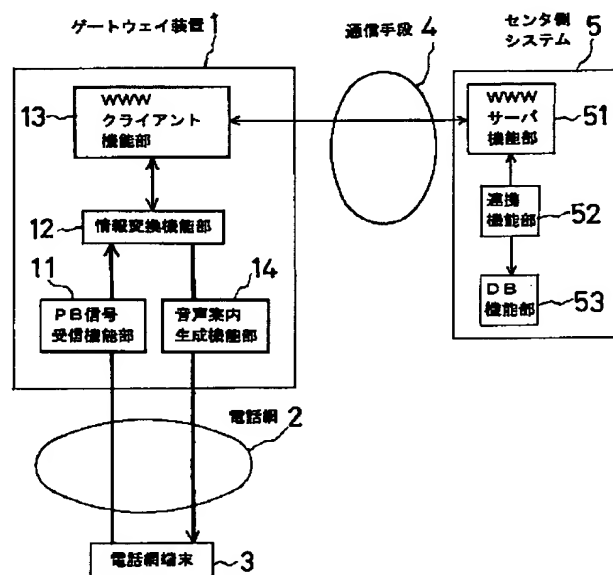 ゲートウェイ装置
1
通信手段
4
センタ側
システム
5
WWW
クライアント
機能部
13
WWW
サーバ
機能部
51
連携
機能部
52
DB
機能部
53
12
情報変換機能部
11
PB信号
受信機能部
14
音声案内
生成機能部
電話網
2
電話網端末
3